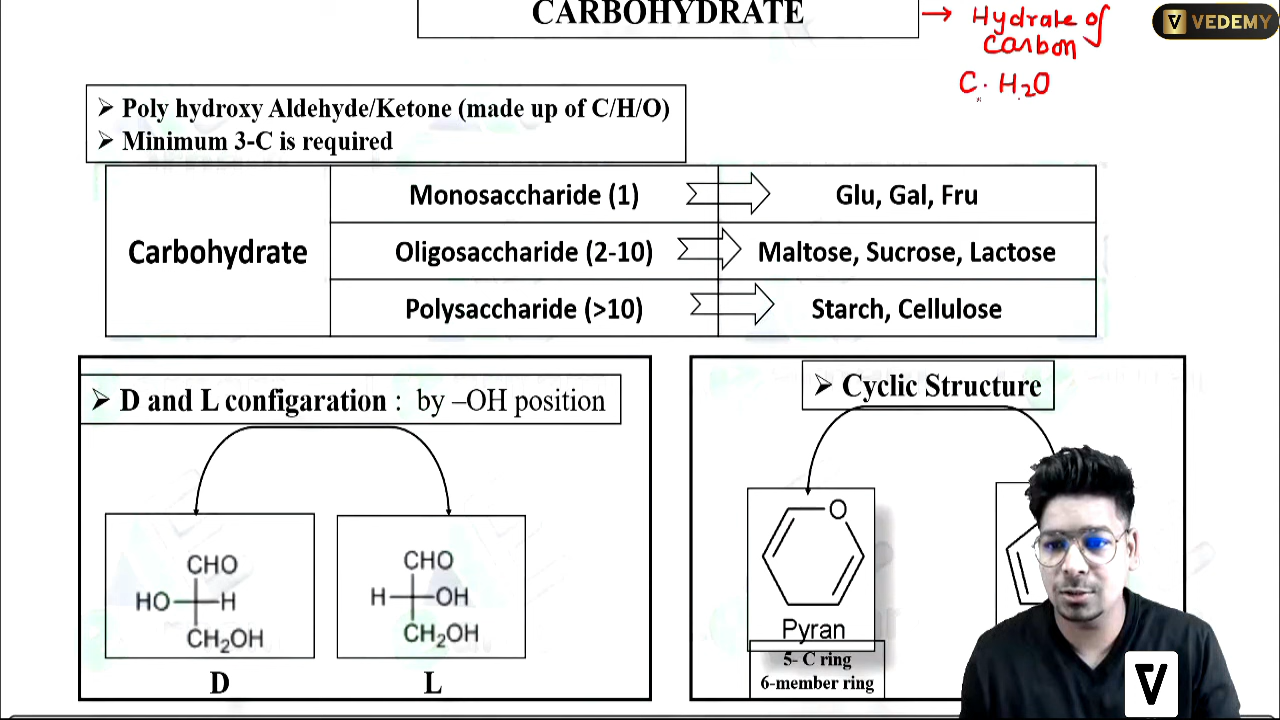 CARBOHYDRATE
→ Hydrate of
Carbon
C · H₂O
VEDEMY
➢ Poly hydroxy Aldehyde/Ketone (made up of C/H/O)
➢ Minimum 3-C is required
Carbohydrate
Monosaccharide (1)
Glu, Gal, Fru
Oligosaccharide (2-10)
Maltose, Sucrose, Lactose
Polysaccharide (>10)
Starch, Cellulose
➢ D and L configaration : by –OH position
CHO
HO H
CH₂OH
D
CHO
H OH
CH₂OH
L
➢ Cyclic Structure
O
Pyran
5- C ring
6-member ring